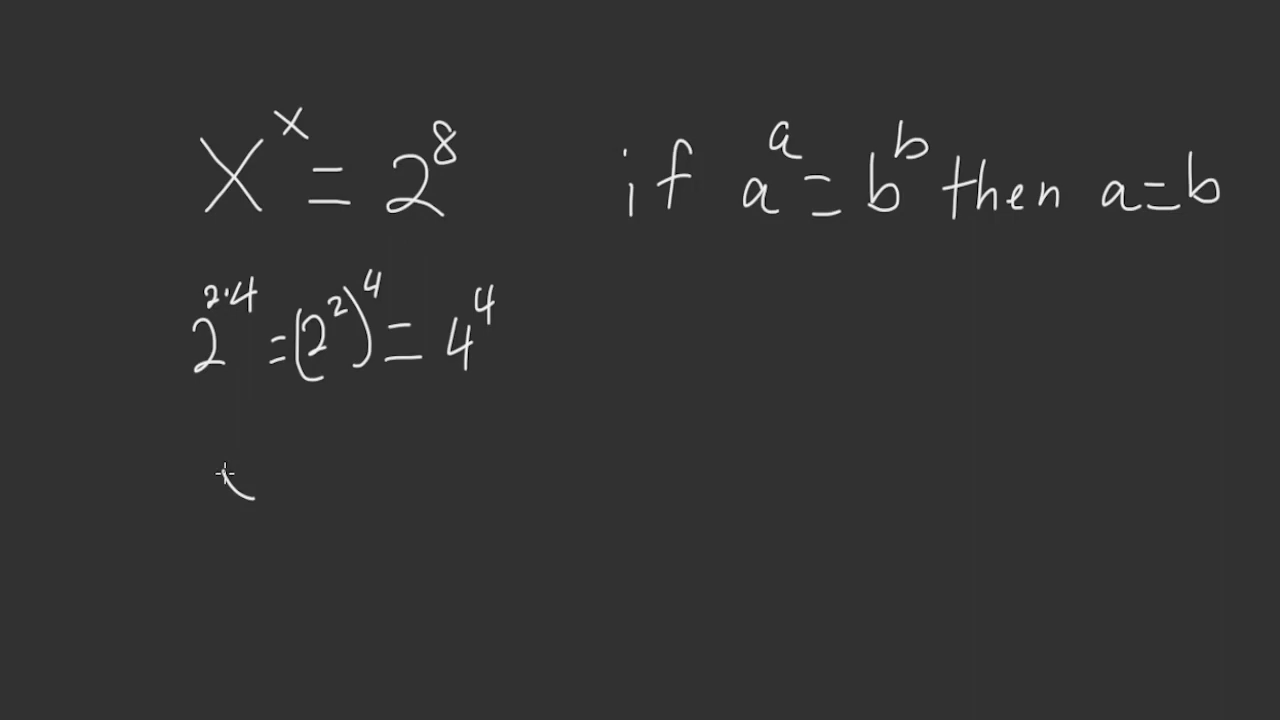 X^x = 2^8 if a^a = b^b then a = b
2^{2·4} = (2^2)^4 = 4^4